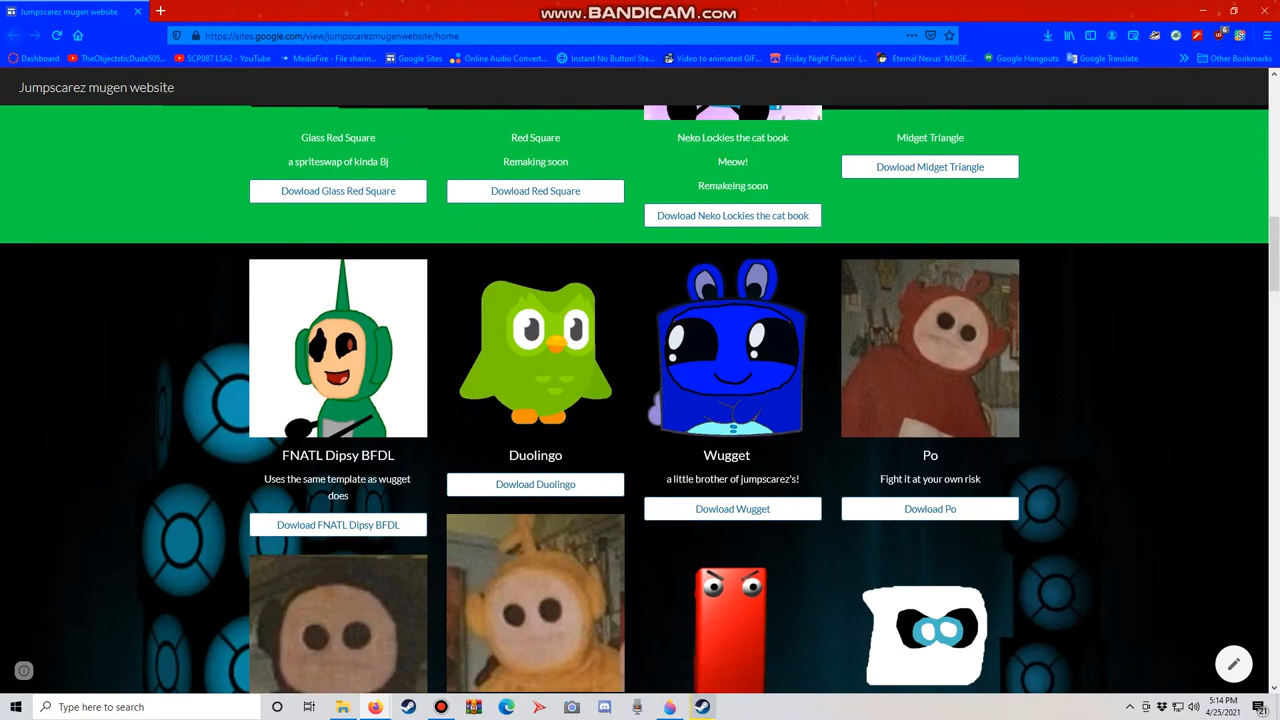 Jumpscarez mugen website
www.BANDICAM.com
https://sites.google.com/view/jumpscarezmugenwebsite/home
6
Dashboard
TheObjectsticDude505...
SCP087 LSA2 - YouTube
MediaFire - File sharin...
Google Sites
Online Audio Convert...
Instant No Button! Sta...
Video to animated GIF...
Friday Night Funkin' (...
Eternal Nexus' MUGE...
Google Hangouts
Google Translate
Other Bookmarks
Jumpscarez mugen website
Glass Red Square
Red Square
Neko Lockies the cat book
Midget Triangle
a spriteswap of kinda Bj
Remaking soon
Meow!
Dowload Midget Triangle
Remakeing soon
Dowload Glass Red Square
Dowload Red Square
Dowload Neko Lockies the cat book
FNATL Dipsy BFDL
Duolingo
Wugget
Po
Uses the same template as wugget
does
Dowload Duolingo
a little brother of jumpscarez's!
Fight it at your own risk
Dowload FNATL Dipsy BFDL
Dowload Wugget
Dowload Po
Type here to search
5:14 PM
4/25/2021
21